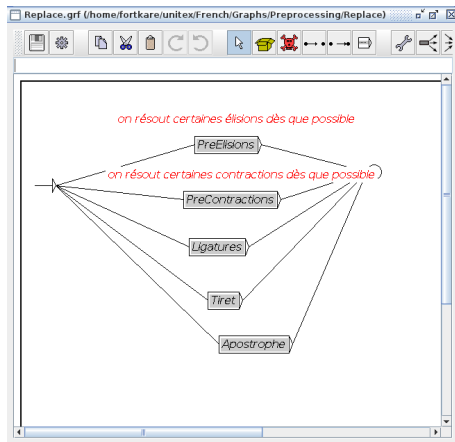 Replace.grf (/home/fortkare/unitex/French/Graphs/Preprocessing/Replace)
on résout certaines élisions dès que possible
PreElisions
on résout certaines contractions dès que possible
PreContractions
Ligatures
Tiret
Apostrophe